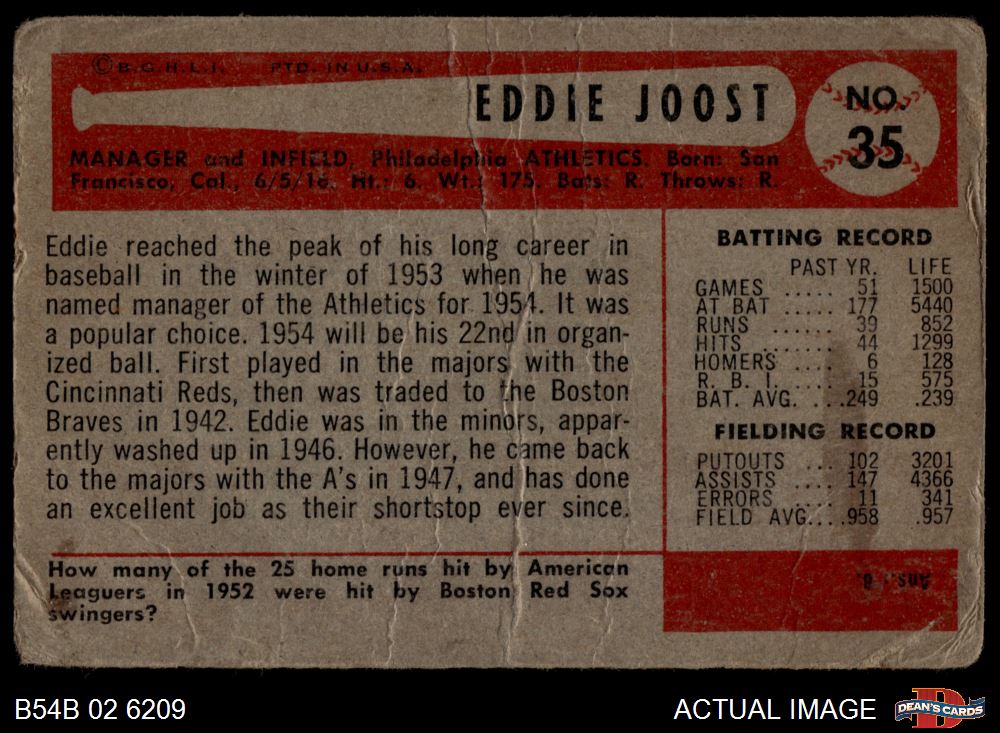 ©B.G.H.L.I. PTD. IN U.S.A.
EDDIE JOOST
NO.
35
MANAGER and INFIELD, Philadelphia ATHLETICS. Born: San
Francisco, Cal., 6/5/16. Ht.: 6. Wt.: 175. Bats: R. Throws: R.
Eddie reached the peak of his long career in
baseball in the winter of 1953 when he was
named manager of the Athletics for 1954. It was
a popular choice. 1954 will be his 22nd in organ-
ized ball. First played in the majors with the
Cincinnati Reds, then was traded to the Boston
Braves in 1942. Eddie was in the minors, appar-
ently washed up in 1946. However, he came back
to the majors with the A's in 1947, and has done
an excellent job as their shortstop ever since.
How many of the 25 home runs hit by American
Leaguers in 1952 were hit by Boston Red Sox
swingers?
BATTING RECORD
PAST YR. LIFE
GAMES ..... 51 1500
AT BAT ..... 177 5440
RUNS ...... 39 852
HITS ....... 44 1299
HOMERS .... 6 128
R. B. I. ..... 15 575
BAT. AVG. ....249 .239
FIELDING RECORD
PUTOUTS ... 102 3201
ASSISTS .... 147 4366
ERRORS .... 11 341
FIELD AVG....958 .957
Ans.: 8.
B54B 02 6209
ACTUAL IMAGE
D
DEAN'S CARDS